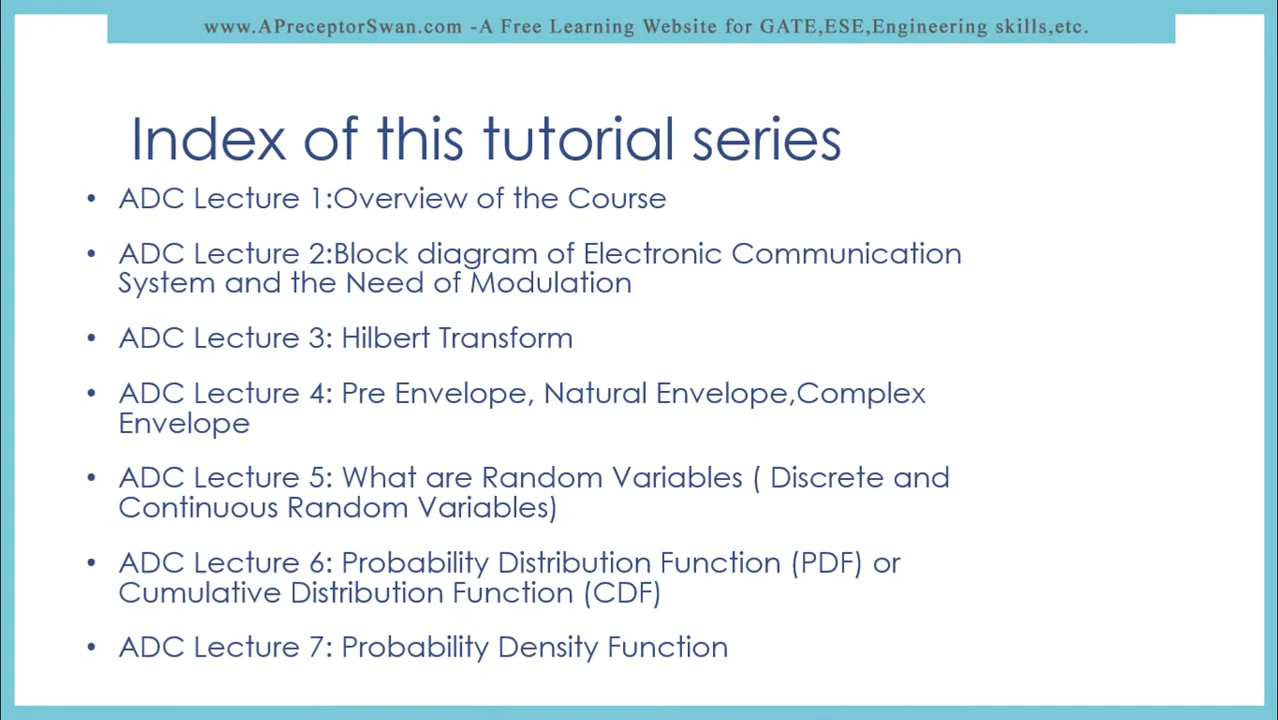 www.APreceptorSwan.com -A Free Learning Website for GATE,ESE,Engineering skills,etc.
Index of this tutorial series
• ADC Lecture 1:Overview of the Course
• ADC Lecture 2:Block diagram of Electronic Communication
System and the Need of Modulation
• ADC Lecture 3: Hilbert Transform
• ADC Lecture 4: Pre Envelope, Natural Envelope,Complex
Envelope
• ADC Lecture 5: What are Random Variables ( Discrete and
Continuous Random Variables)
• ADC Lecture 6: Probability Distribution Function (PDF) or
Cumulative Distribution Function (CDF)
• ADC Lecture 7: Probability Density Function